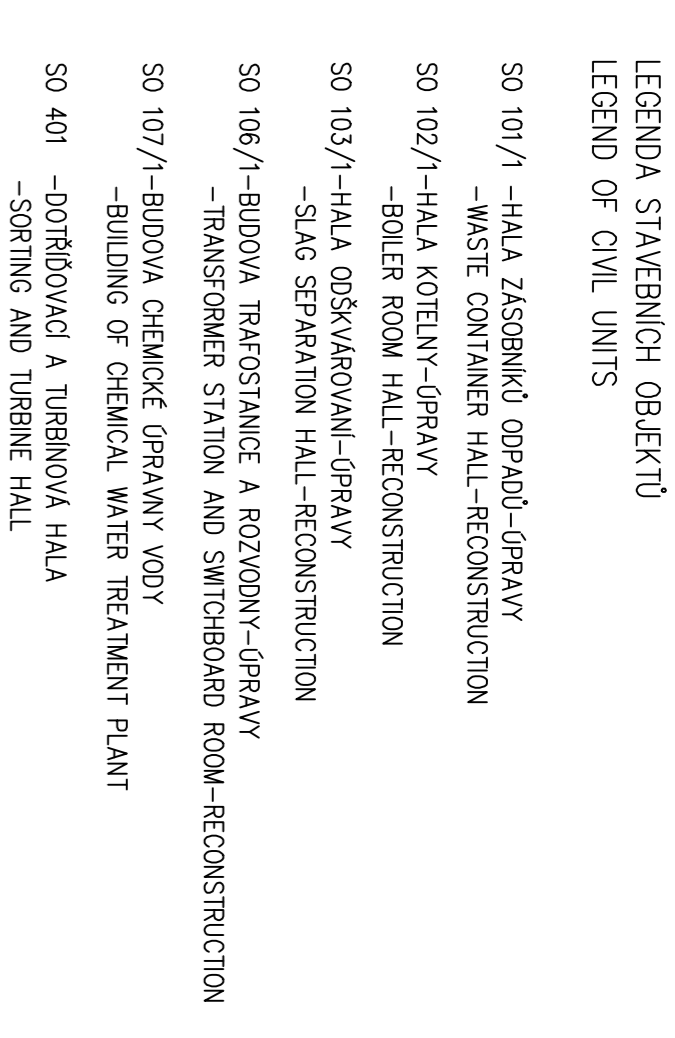 LEGENDA STAVEBNÍCH OBJEKTŮ
LEGEND OF CIVIL UNITS
SO 101/1 -HALA ZÁSOBNÍKŮ ODPADŮ-ÚPRAVY
-WASTE CONTAINER HALL-RECONSTRUCTION
SO 102/1-HALA KOTELNY-ÚPRAVY
-BOILER ROOM HALL-RECONSTRUCTION
SO 103/1-HALA ODŠKVÁROVANÍ-ÚPRAVY
-SLAG SEPARATION HALL-RECONSTRUCTION
SO 106/1-BUDOVA TRAFOSTANICE A ROZVODNY-ÚPRAVY
-TRANSFORMER STATION AND SWITCHBOARD ROOM-RECONSTRUCTION
SO 107/1-BUDOVA CHEMICKÉ ÚPRAVNY VODY
-BUILDING OF CHEMICAL WATER TREATMENT PLANT
SO 401 -DOTŘÍĎOVACÍ A TURBÍNOVÁ HALA
-SORTING AND TURBINE HALL